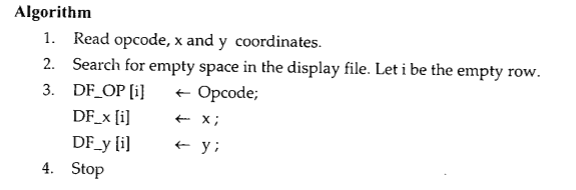 Algorithm
1. Read opcode, x and y coordinates.
2. Search for empty space in the display file. Let i be the empty row.
3. DF_OP [i] ← Opcode;
DF_x [i] ← x;
DF_y [i] ← y;
4. Stop